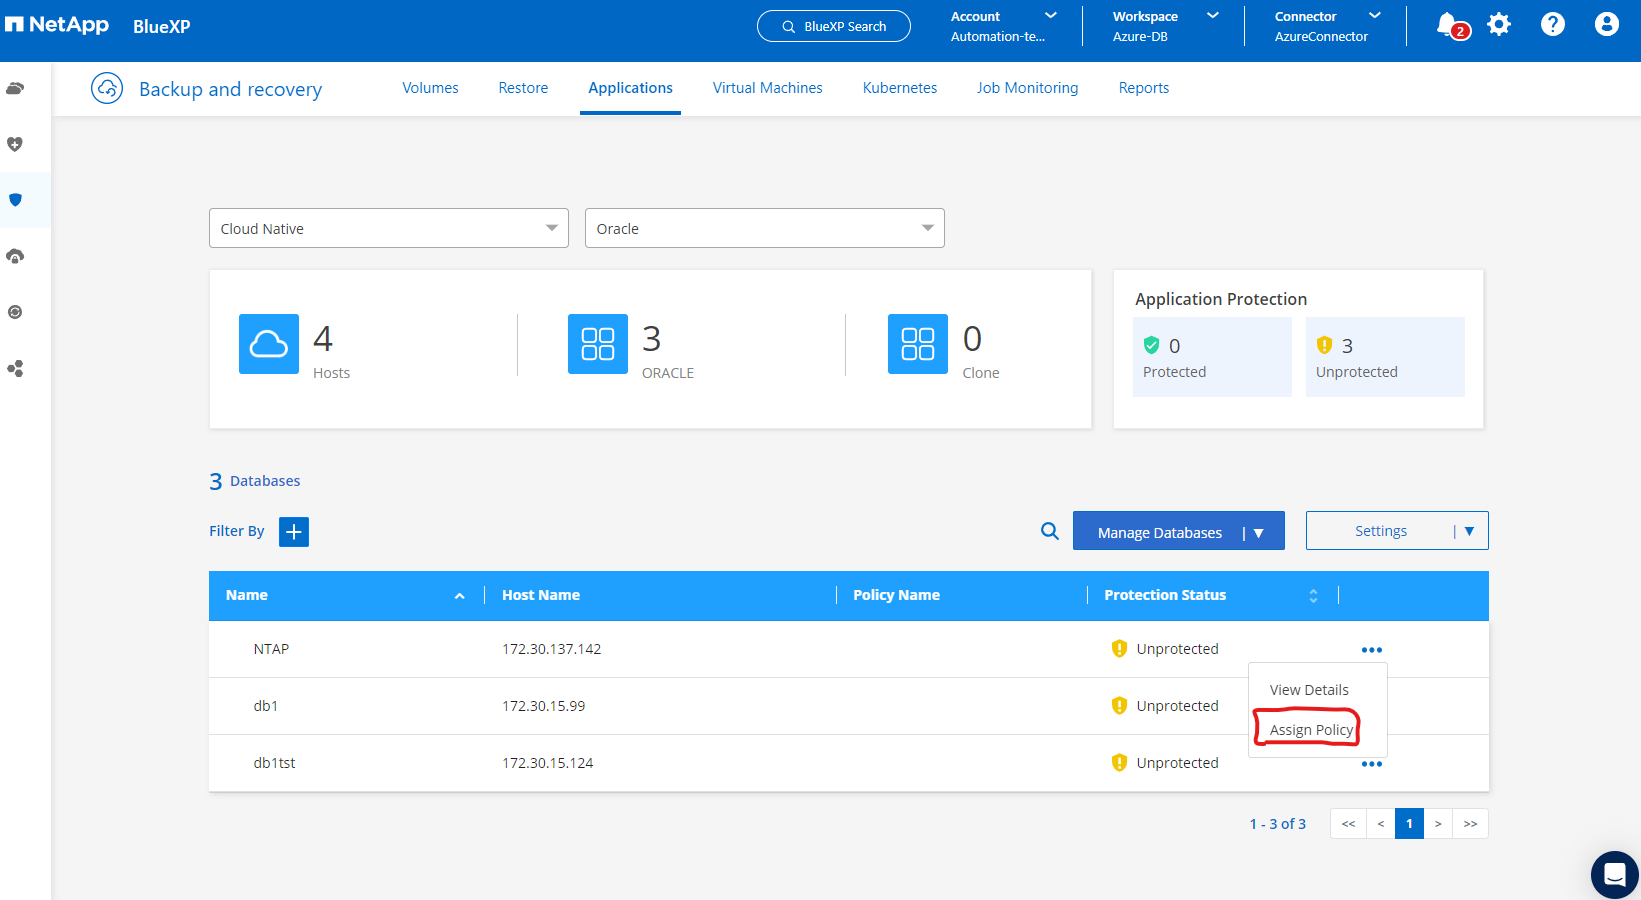 NetApp BlueXP
BlueXP Search
Account
Automation-te...
Workspace
Azure-DB
Connector
AzureConnector
2
?
Backup and recovery
Volumes
Restore
Applications
Virtual Machines
Kubernetes
Job Monitoring
Reports
Cloud Native
Oracle
4
Hosts
3
ORACLE
0
Clone
Application Protection
0
Protected
3
Unprotected
3 Databases
Filter By
+
Manage Databases | ▼
Settings | ▼
Name
Host Name
Policy Name
Protection Status
NTAP 172.30.137.142 Unprotected •••
View Details
db1 172.30.15.99 Unprotected
Assign Policy
db1tst 172.30.15.124 Unprotected •••
1 - 3 of 3
<< < 1 > >>